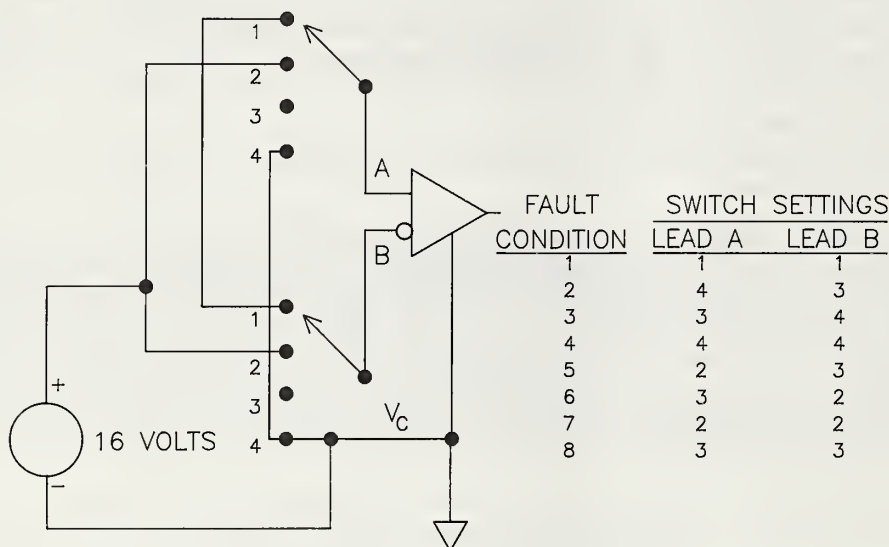 1
2
3
4
A
B
1
2
3
4
V_C
+
16 VOLTS
−
FAULT SWITCH SETTINGS
CONDITION LEAD A LEAD B
1 1 1
2 4 3
3 3 4
4 4 4
5 2 3
6 3 2
7 2 2
8 3 3